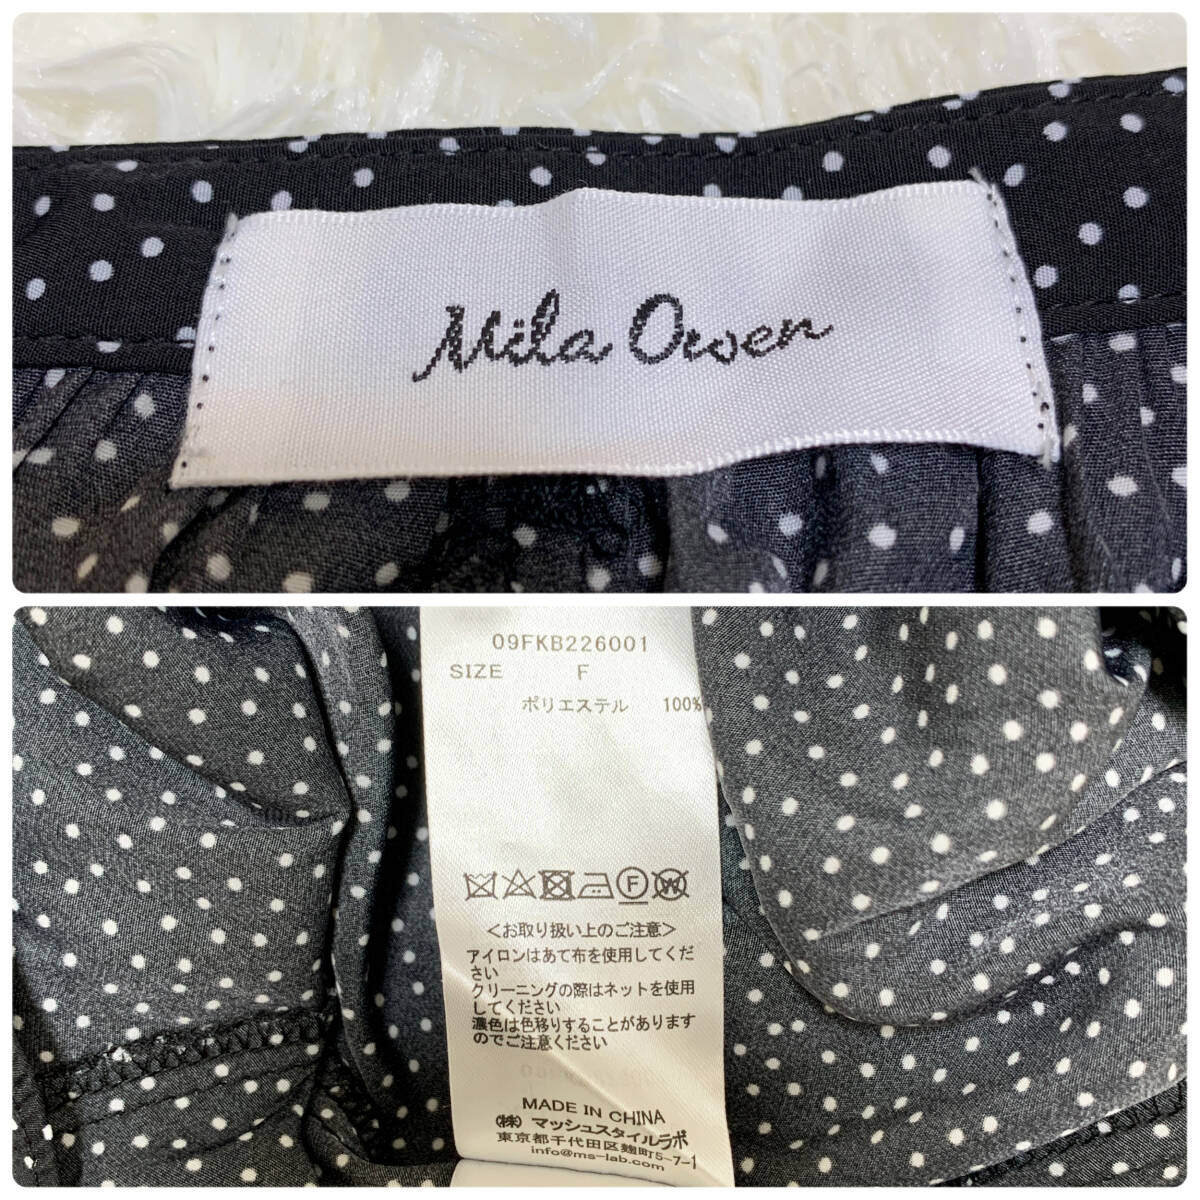 Mila Owen
09FKB226001
SIZE F
ポリエステル 100%
<お取り扱い上のご注意>
アイロンはあて布を使用してくだ
さい
クリーニングの際はネットを使用
してください
濃色は色移りすることがあります
のでご注意ください
MADE IN CHINA
(株) マッシュスタイルラボ
東京都千代田区麹町5-7-1
info@ms-lab.com